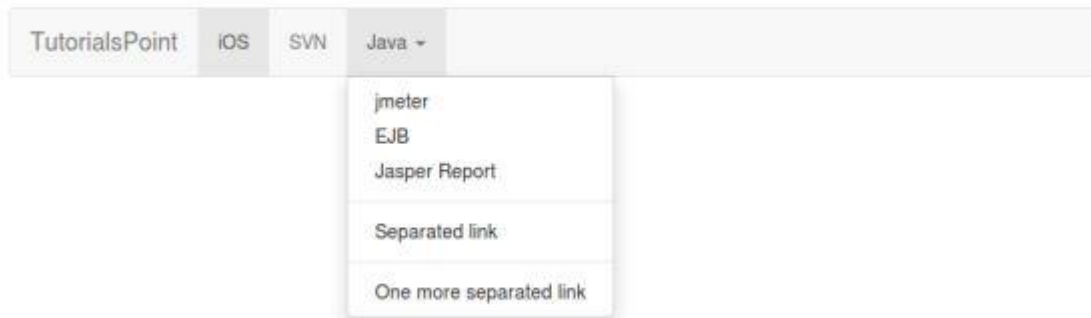 TutorialsPoint iOS SVN Java
jmeter
EJB
Jasper Report
Separated link
One more separated link